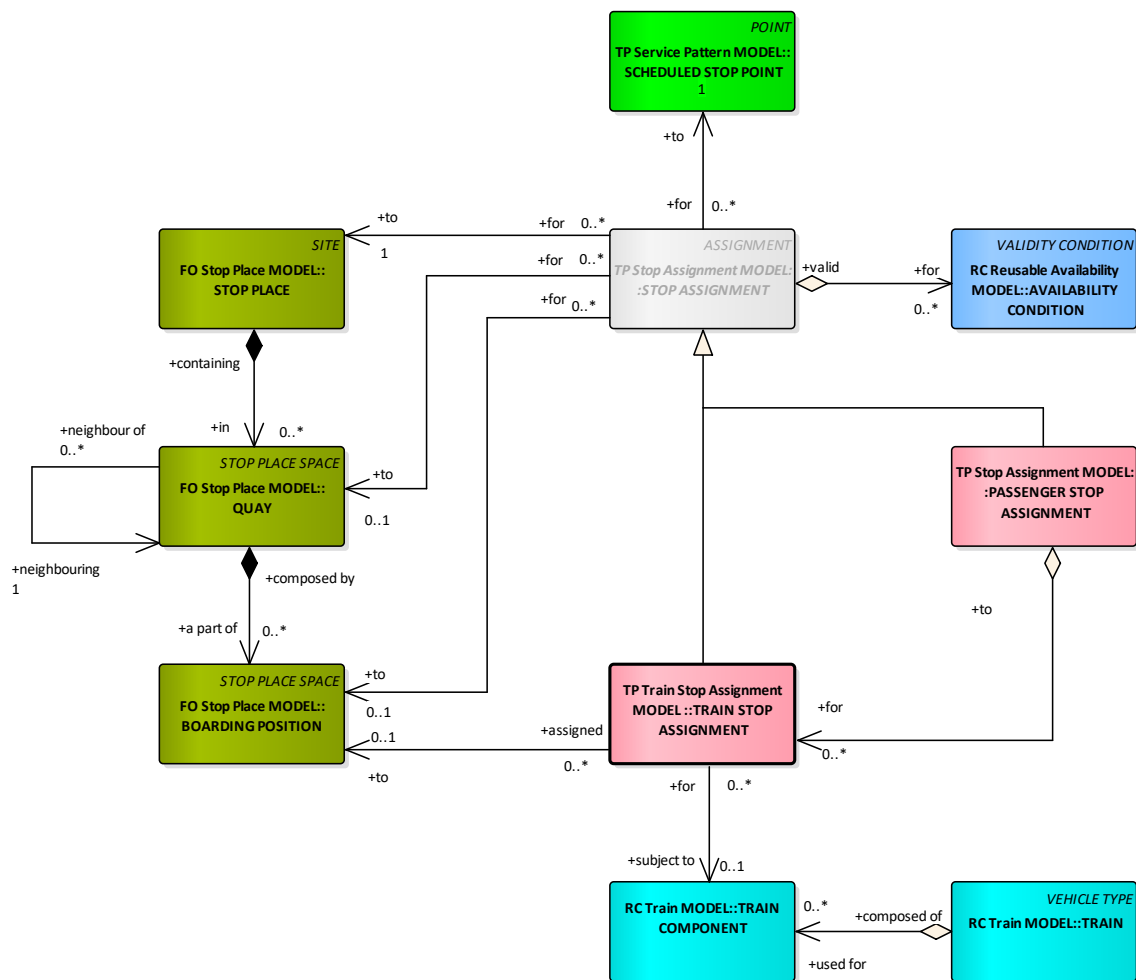 POINT
TP Service Pattern MODEL::
SCHEDULED STOP POINT
1
+to
+for
0..*
+to
1
+for
0..*
SITE
FO Stop Place MODEL::
STOP PLACE
ASSIGNMENT
TP Stop Assignment MODEL:
:STOP ASSIGNMENT
+for
0..*
+for
0..*
+valid
+for
0..*
VALIDITY CONDITION
RC Reusable Availability
MODEL::AVAILABILITY
CONDITION
+containing
+in
0..*
+neighbour of
0..*
+neighbouring
1
STOP PLACE SPACE
FO Stop Place MODEL::
QUAY
+to
0..1
TP Stop Assignment MODEL:
:PASSENGER STOP
ASSIGNMENT
+composed by
+a part of
0..*
+to
STOP PLACE SPACE
FO Stop Place MODEL::
BOARDING POSITION
+to
0..1
0..1
+to
+assigned
0..*
TP Train Stop Assignment
MODEL ::TRAIN STOP
ASSIGNMENT
+for
0..*
+for
0..*
+subject to
0..1
RC Train MODEL::TRAIN
COMPONENT
0..*
+composed of
+used for
VEHICLE TYPE
RC Train MODEL::TRAIN